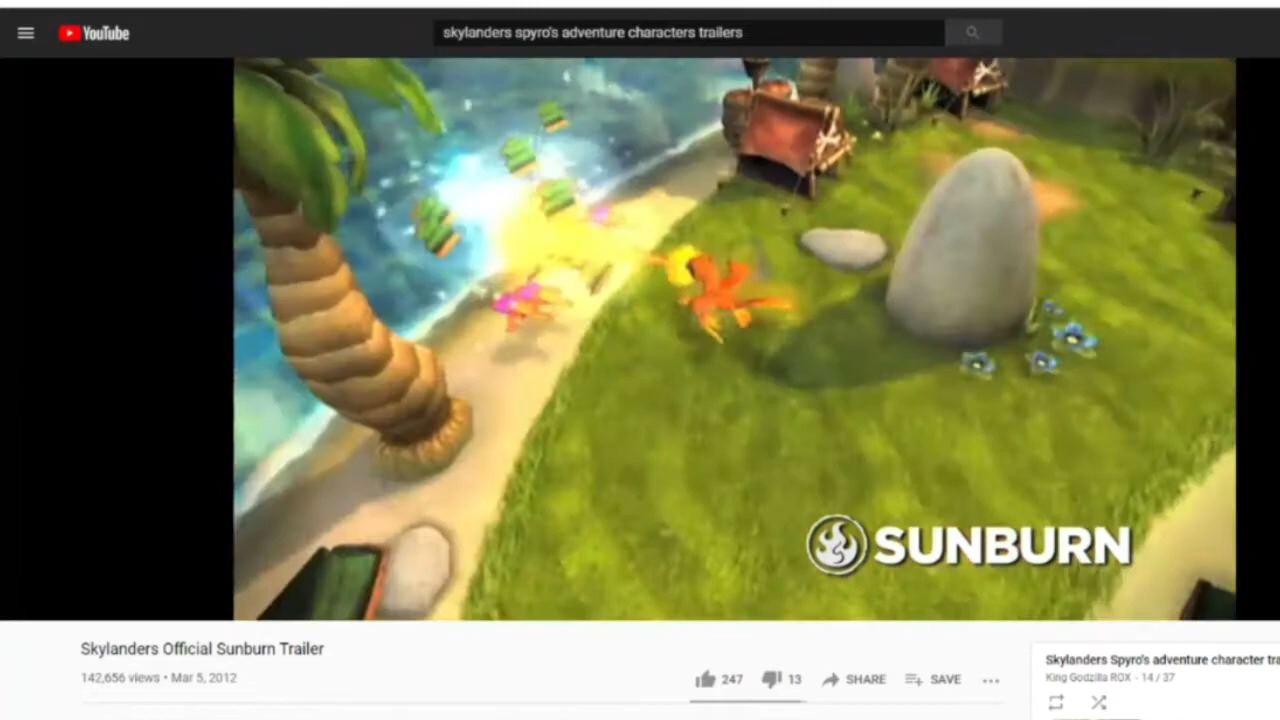 YouTube
skylanders spyro's adventure characters trailers
SUNBURN
Skylanders Official Sunburn Trailer
142,656 views • Mar 5, 2012
247 13 SHARE SAVE
Skylanders Spyro's adventure character tra
King Godzilla ROX - 14 / 37